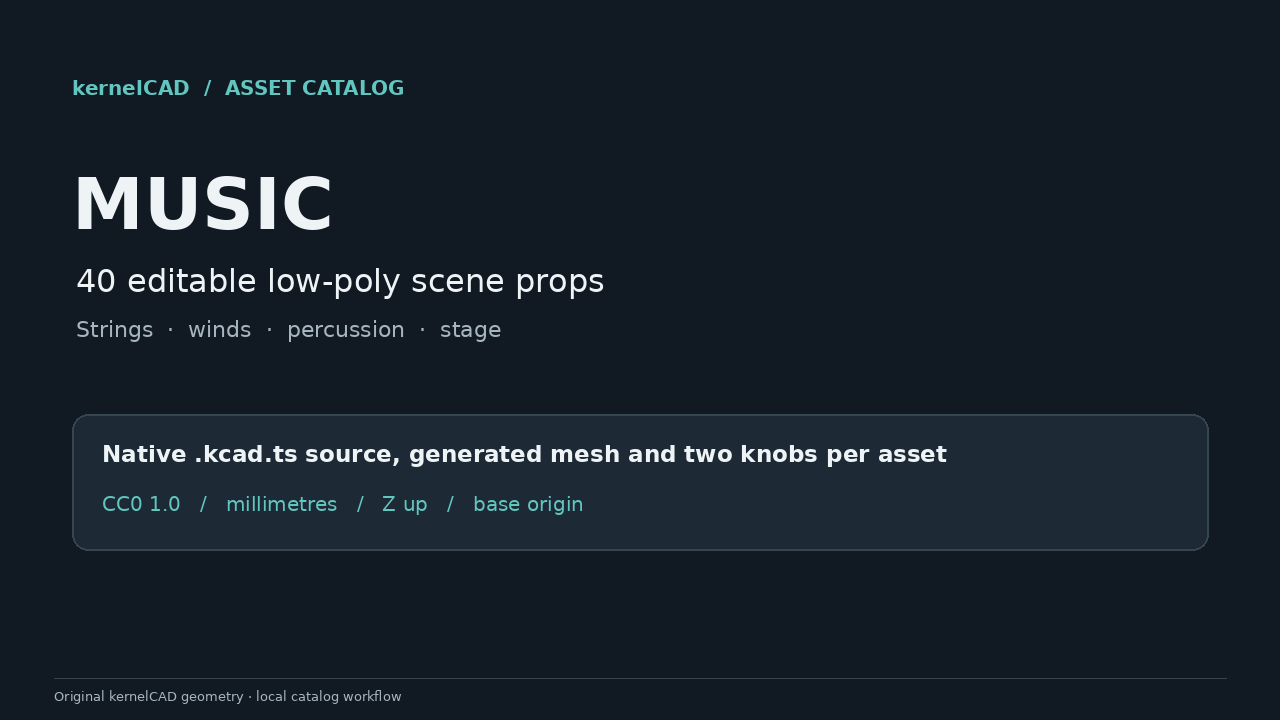 kernelCAD / ASSET CATALOG
MUSIC
40 editable low-poly scene props
Strings · winds · percussion · stage
Native .kcad.ts source, generated mesh and two knobs per asset
CC0 1.0 / millimetres / Z up / base origin
Original kernelCAD geometry · local catalog workflow